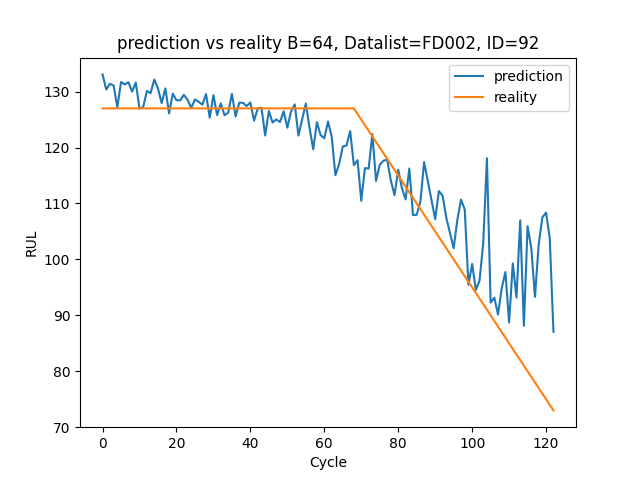 prediction vs reality B=64, Datalist=FD002, ID=92
prediction
reality
130
120
110
100
90
80
70
RUL
0 20 40 60 80 100 120
Cycle